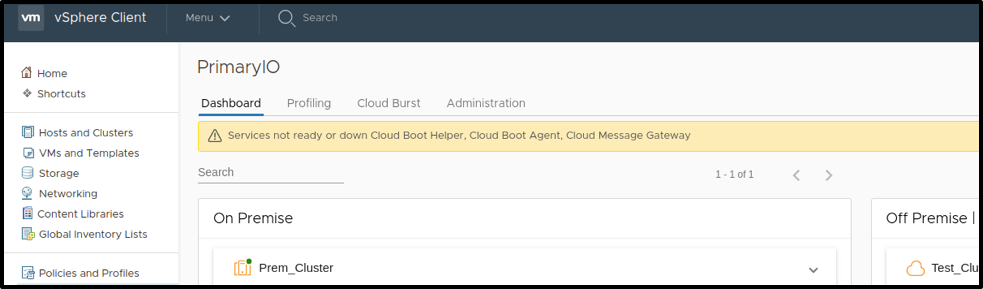 vm vSphere Client Menu Search
PrimaryIO
Home
Shortcuts
Dashboard Profiling Cloud Burst Administration
Hosts and Clusters
VMs and Templates
Storage
Networking
Content Libraries
Global Inventory Lists
Policies and Profiles
Services not ready or down Cloud Boot Helper, Cloud Boot Agent, Cloud Message Gateway
Search 1 - 1 of 1
On Premise
Prem_Cluster
Off Premise |
Test_Clu